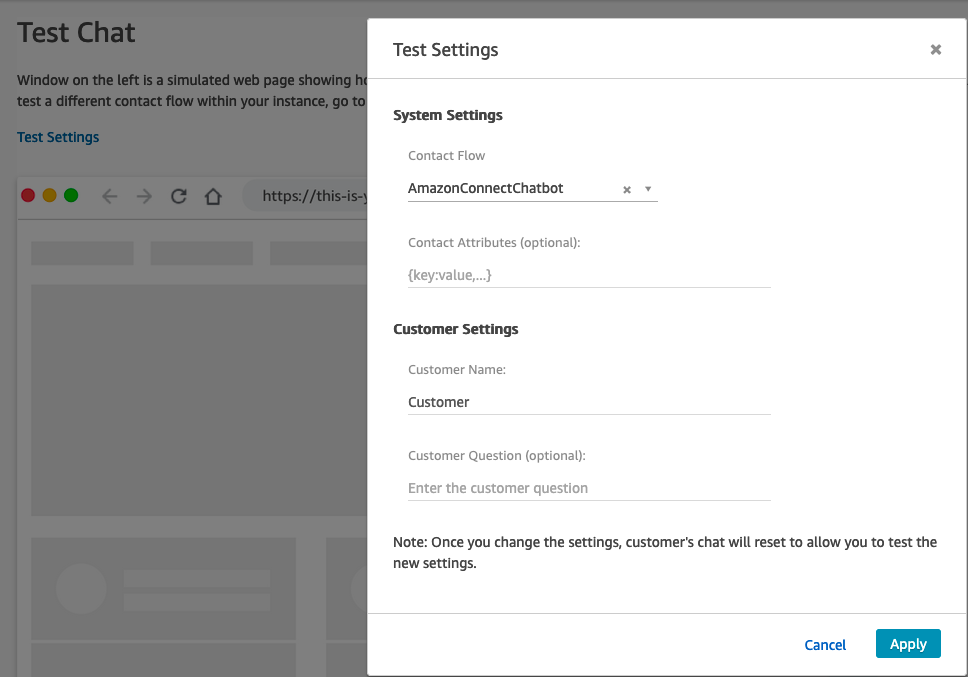 Test Chat
Window on the left is a simulated web page showing
test a different contact flow within your instance, go to
Test Settings
https://this-is-
Test Settings
System Settings
Contact Flow
AmazonConnectChatbot
Contact Attributes (optional):
{key:value,...}
Customer Settings
Customer Name:
Customer
Customer Question (optional):
Enter the customer question
Note: Once you change the settings, customer's chat will reset to allow you to test the
new settings.
Cancel
Apply